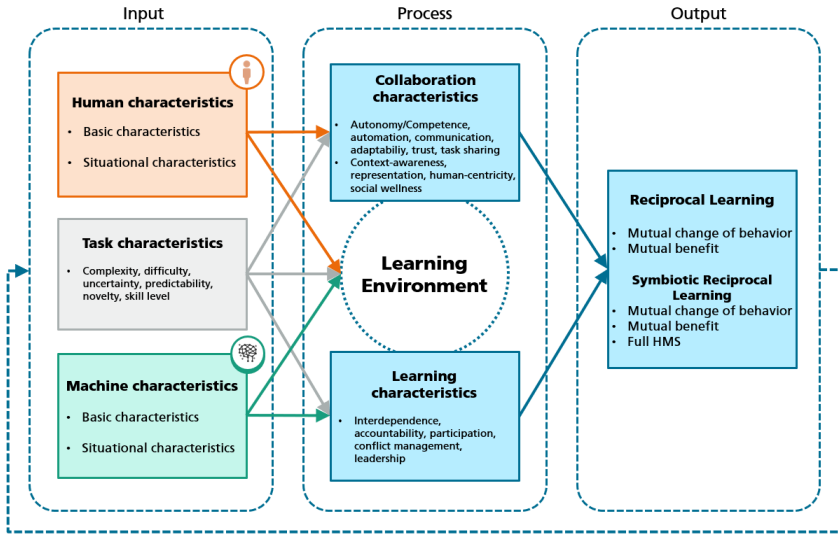 Input
Process
Output
Human characteristics
• Basic characteristics
• Situational characteristics
Task characteristics
• Complexity, difficulty,
uncertainty, predictability,
novelty, skill level
Machine characteristics
• Basic characteristics
• Situational characteristics
Collaboration
characteristics
• Autonomy/Competence,
automation, communication,
adaptabiliy, trust, task sharing
• Context-awareness,
representation, human-centricity,
social wellness
Learning
Environment
Learning
characteristics
• Interdependence,
accountability, participation,
conflict management,
leadership
Reciprocal Learning
• Mutual change of behavior
• Mutual benefit
Symbiotic Reciprocal
Learning
• Mutual change of behavior
• Mutual benefit
• Full HMS